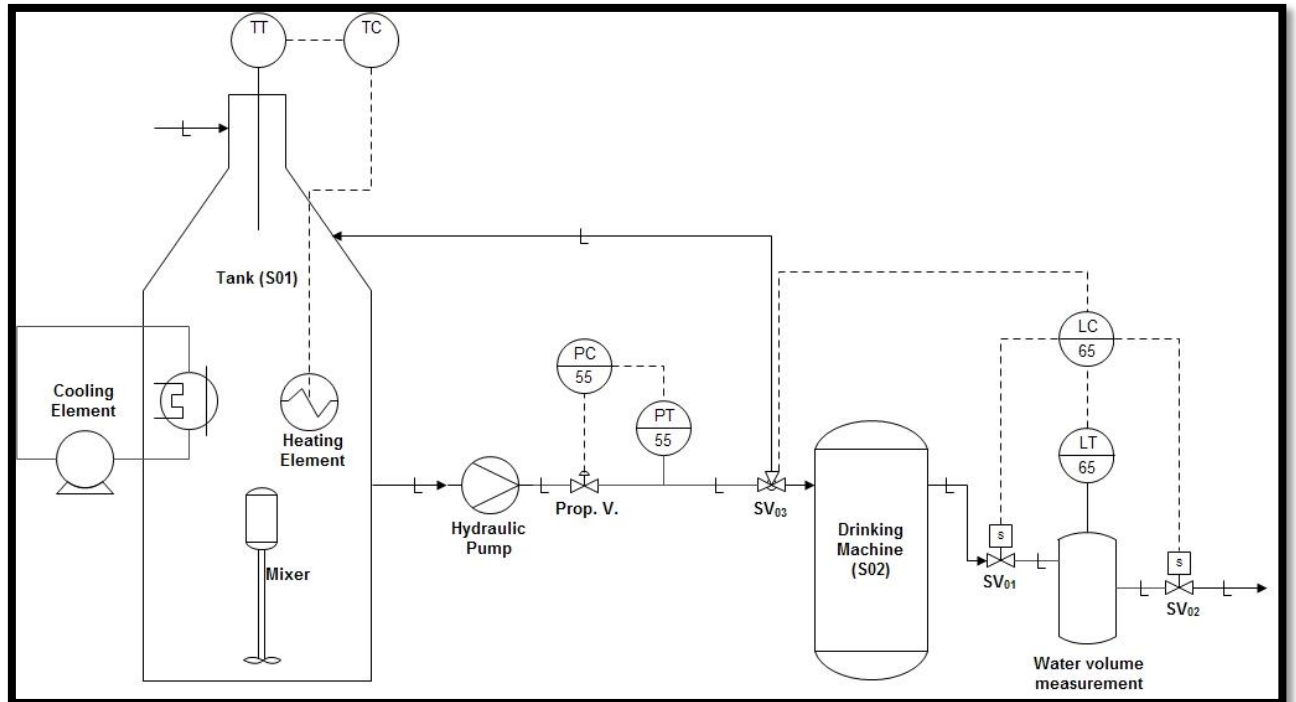 TT
TC
L
L
Tank (S01)
LC
65
PC
55
Cooling
Element
PT
55
LT
65
Heating
Element
L
L
Prop. V.
L
SV03
L
Hydraulic
Pump
Drinking
Machine
(S02)
s
SV01
L
s
L
L
SV02
Mixer
Water volume
measurement